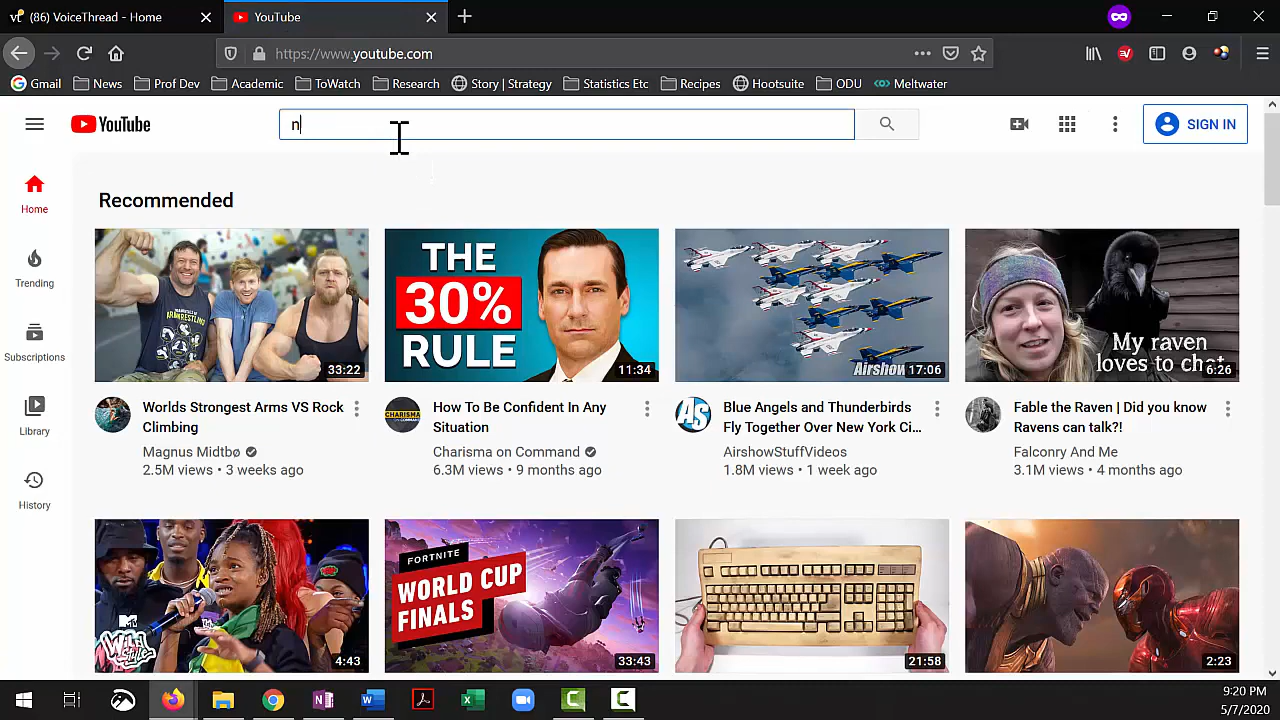 (86) VoiceThread - Home
YouTube
https://www.youtube.com
Gmail
News
Prof Dev
Academic
ToWatch
Research
Story | Strategy
Statistics Etc
Recipes
Hootsuite
ODU
Meltwater
YouTube
n
SIGN IN
Home
Trending
Subscriptions
Library
History
Recommended
33:22
THE
30%
RULE
11:34
Airshow
17:06
My raven
loves to chat
6:26
Worlds Strongest Arms VS Rock
Climbing
Magnus Midtbø
2.5M views • 3 weeks ago
CHARISMA
How To Be Confident In Any
Situation
Charisma on Command
6.3M views • 9 months ago
AS
Blue Angels and Thunderbirds
Fly Together Over New York Ci...
AirshowStuffVideos
1.8M views • 1 week ago
Fable the Raven | Did you know
Ravens can talk?!
Falconry And Me
3.1M views • 4 months ago
MTV
WILD
4:43
FORTNITE
WORLD CUP
FINALS
33:43
21:58
2:23
9:20 PM
5/7/2020